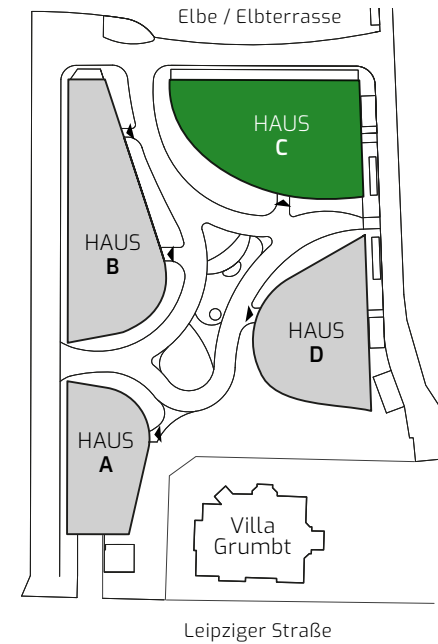 Elbe / Elbterrasse
HAUS
C
HAUS
B
HAUS
D
HAUS
A
Villa
Grumbt
Leipziger Straße